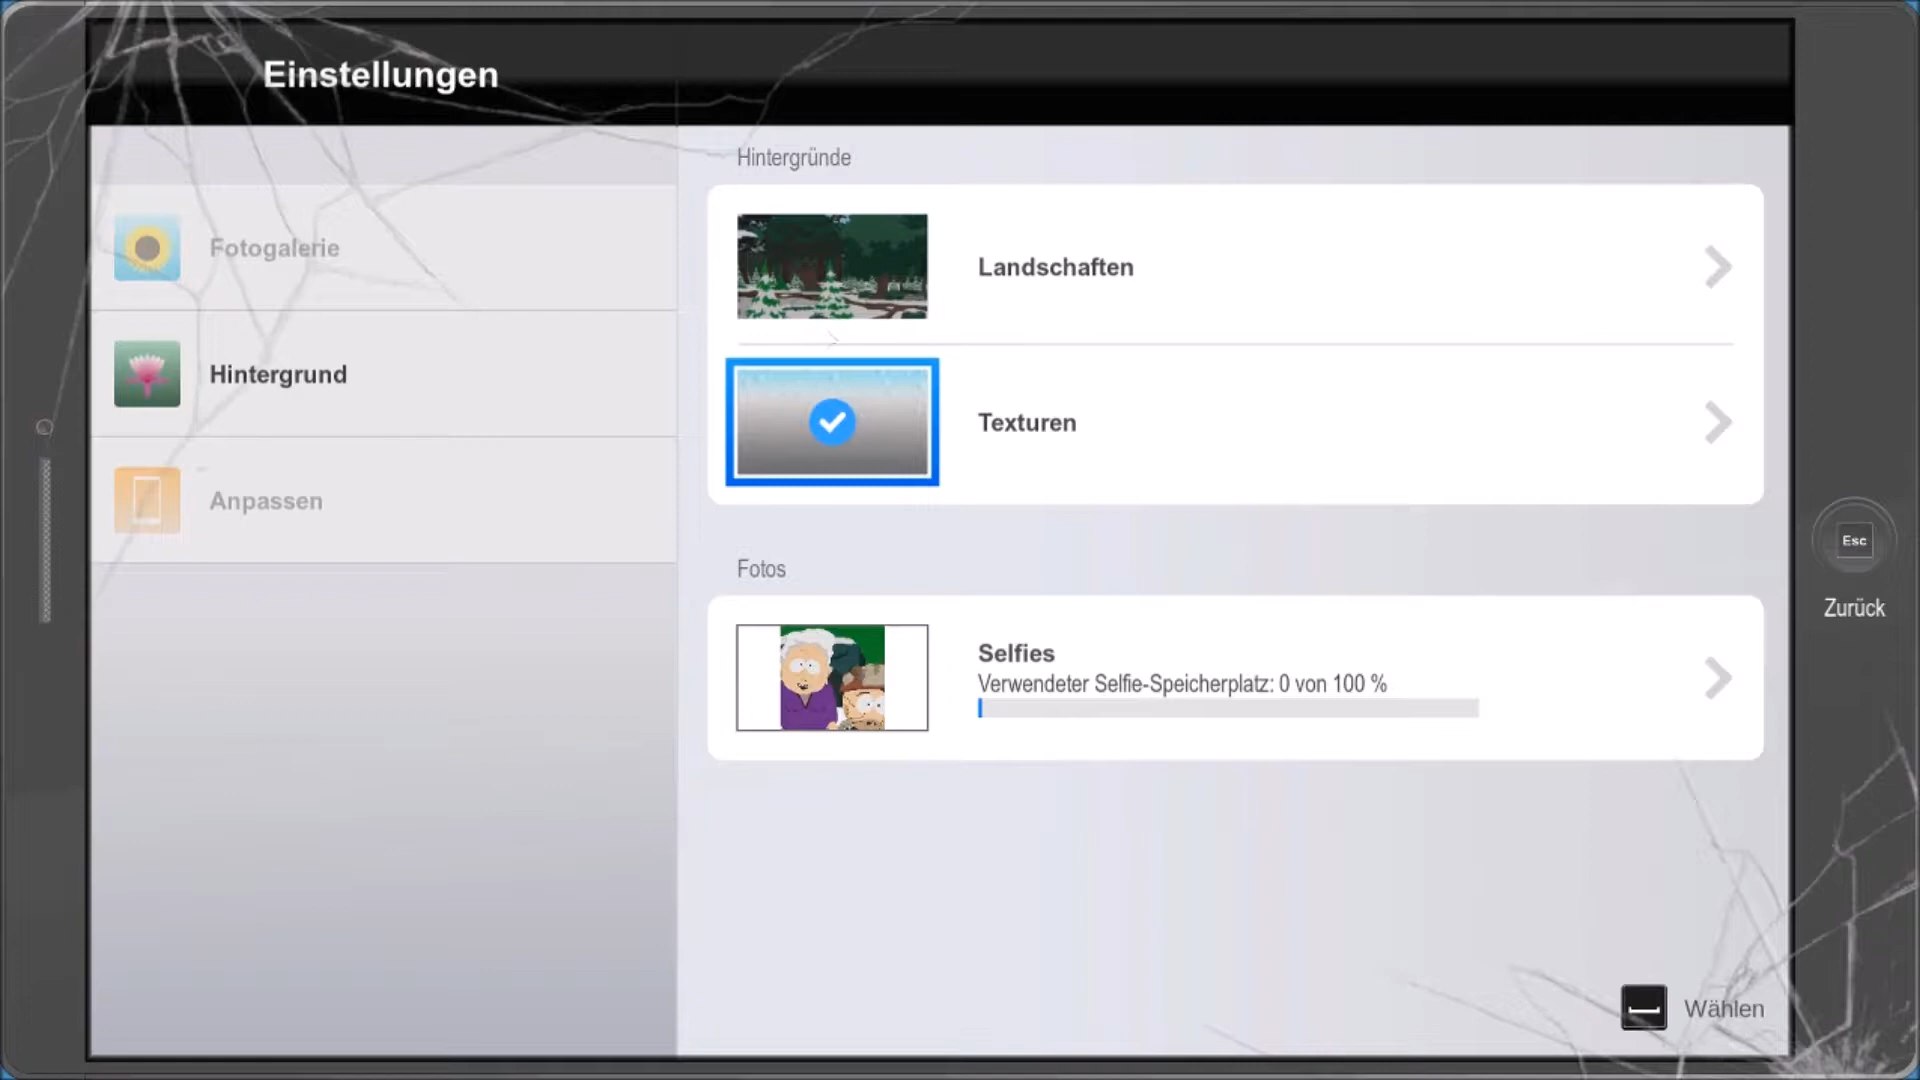 Einstellungen
Fotogalerie
Hintergrund
Anpassen
Hintergründe
Landschaften
Texturen
Fotos
Selfies
Verwendeter Selfie-Speicherplatz: 0 von 100 %
Esc
Zurück
Wählen